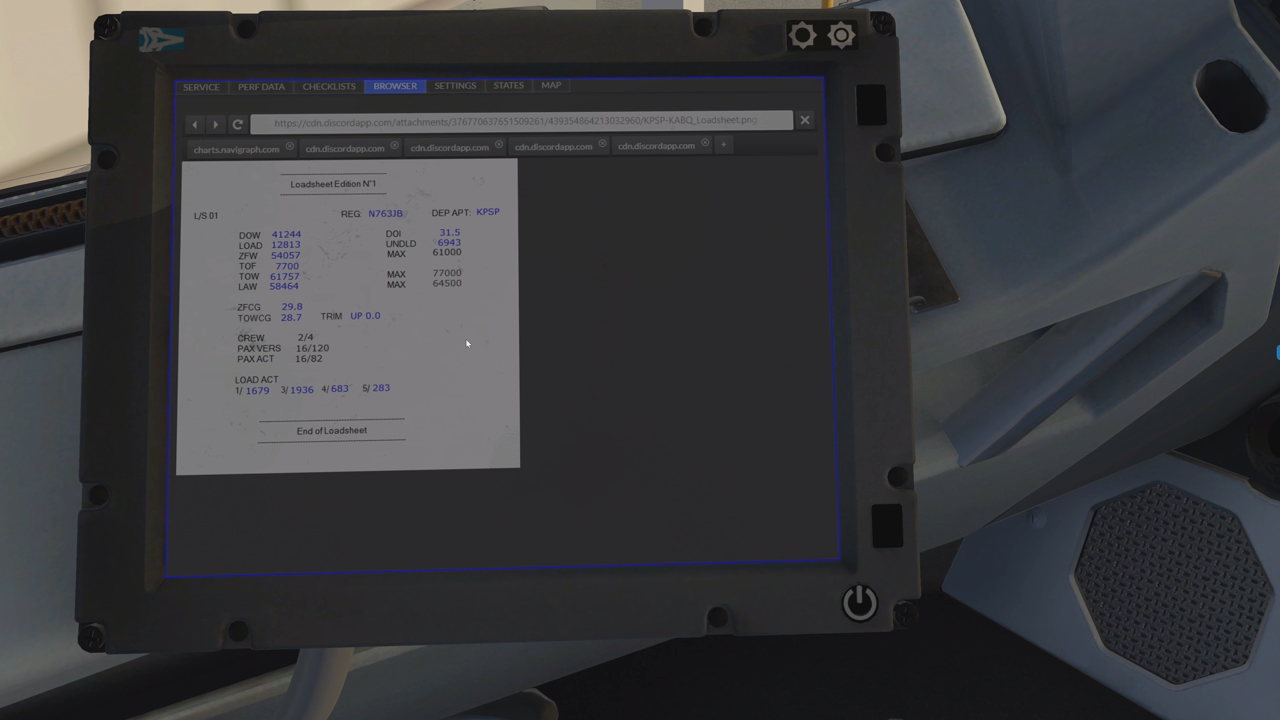 SERVICE PERF DATA CHECKLISTS BROWSER SETTINGS STATES MAP
https://cdn.discordapp.com/attachments/376770637651509261/439354864213032960/KPSP-KABQ_Loadsheet.png
charts.navigraph.com cdn.discordapp.com cdn.discordapp.com cdn.discordapp.com cdn.discordapp.com +
Loadsheet Edition N°1
L/S 01 REG: N763JB DEP APT: KPSP
DOW 41244 DOI 31.5
LOAD 12813 UNDLD 6943
ZFW 54057 MAX 61000
TOF 7700
TOW 61757 MAX 77000
LAW 58464 MAX 64500
ZFCG 29.8
TOWCG 28.7 TRIM UP 0.0
CREW 2/4
PAX VERS 16/120
PAX ACT 16/82
LOAD ACT
1/ 1679 3/ 1936 4/ 683 5/ 283
End of Loadsheet